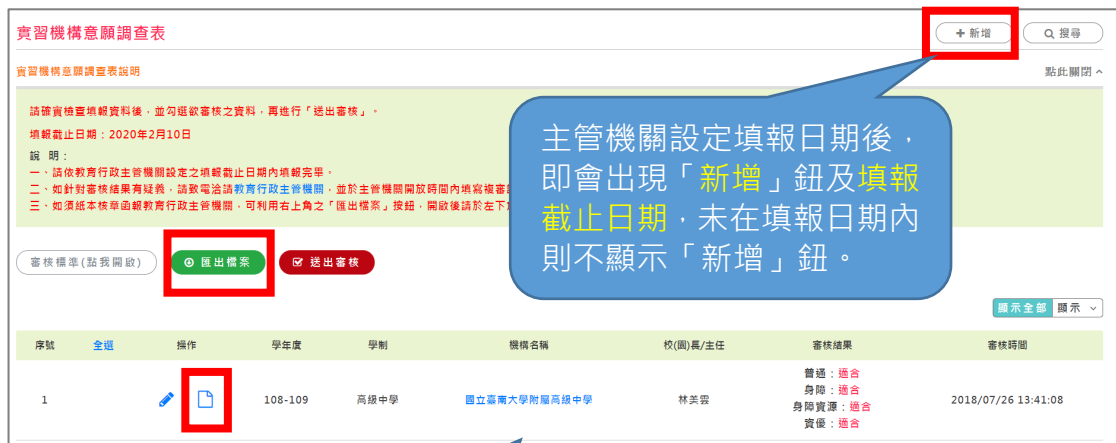 實習機構意願調查表
新增
搜尋
實習機構意願調查表說明
點此關閉
請確實檢查填報資料後，並勾選欲審核之資料，再進行「送出審核」。
填報截止日期：2020年2月10日
說 明：
一、請依教育行政主管機關設定之填報截止日期內填報完畢。
二、如針對審核結果有疑義，請致電洽請教育行政主管機關，並於主管機關開放時間內填寫複審
三、如須紙本核章函報教育行政主管機關，可利用右上角之「匯出檔案」按鈕，開啟後請於左下
主管機關設定填報日期後，
即會出現「新增」鈕及填報
截止日期，未在填報日期內
則不顯示「新增」鈕。
審核標準(點我開啟)
匯出檔案
送出審核
顯示全部 顯示
序號 全選 操作 學年度 學制 機構名稱 校(園)長/主任 審核結果 審核時間
1 108-109 高級中學 國立臺南大學附屬高級中學 林美雲 2018/07/26 13:41:08
普通：適合
身障：適合
身障資源：適合
資優：適合